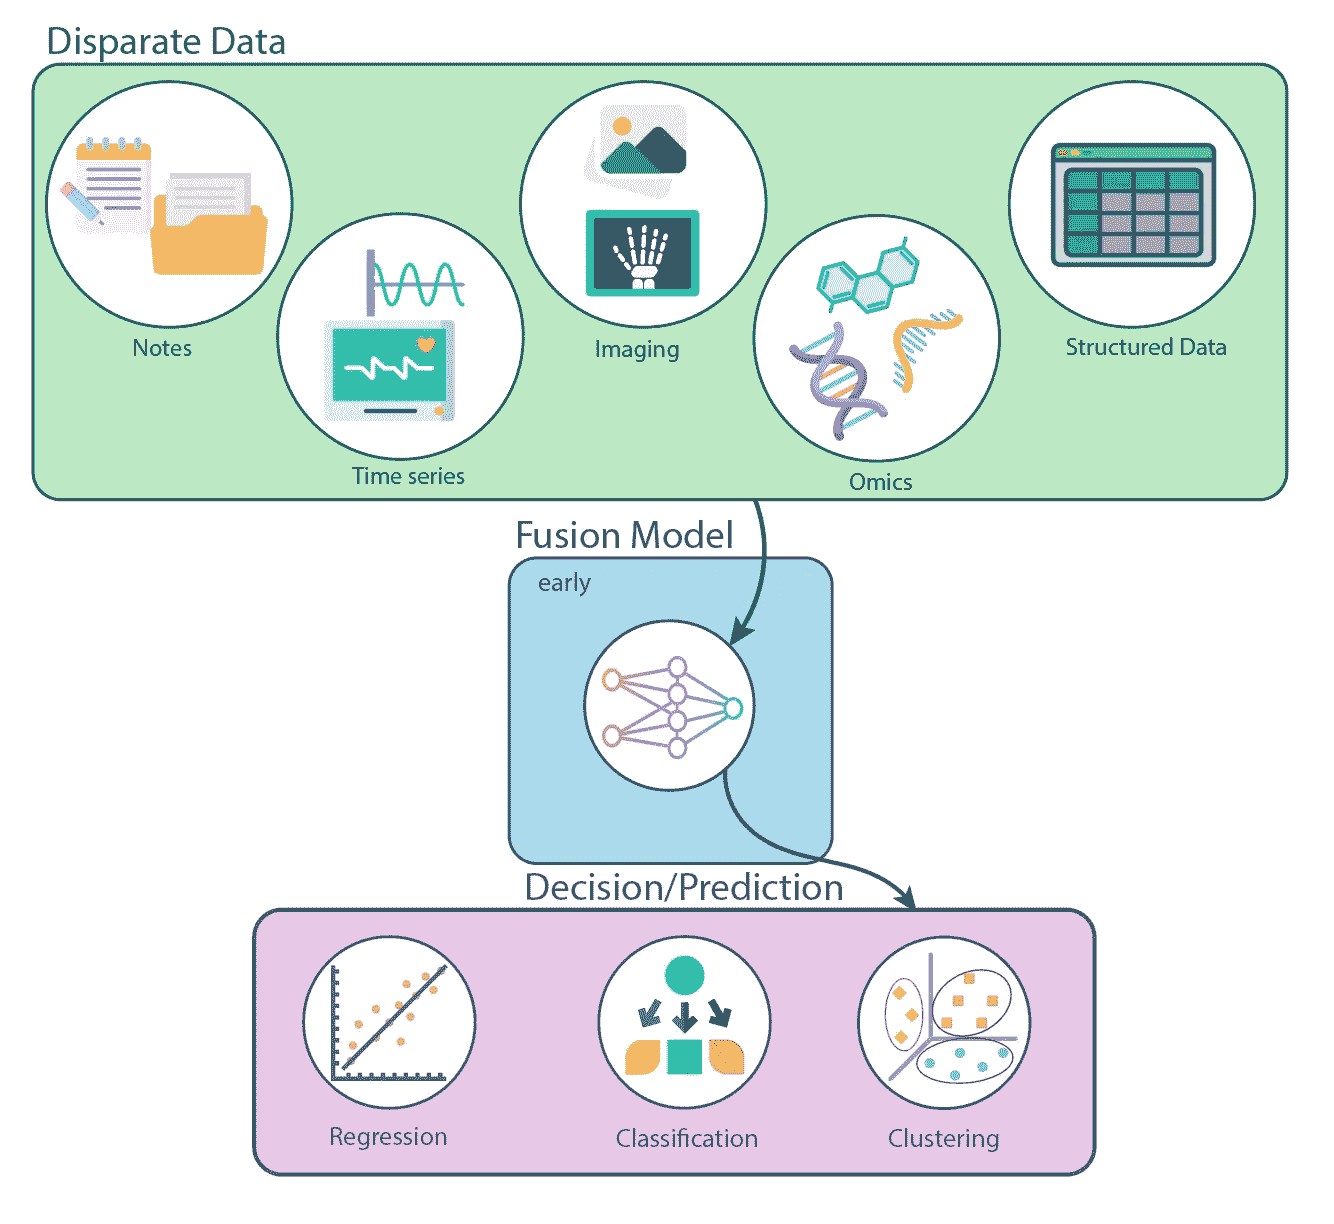 Disparate Data
Notes
Time series
Imaging
Omics
Structured Data
Fusion Model
early
Decision/Prediction
Regression
Classification
Clustering